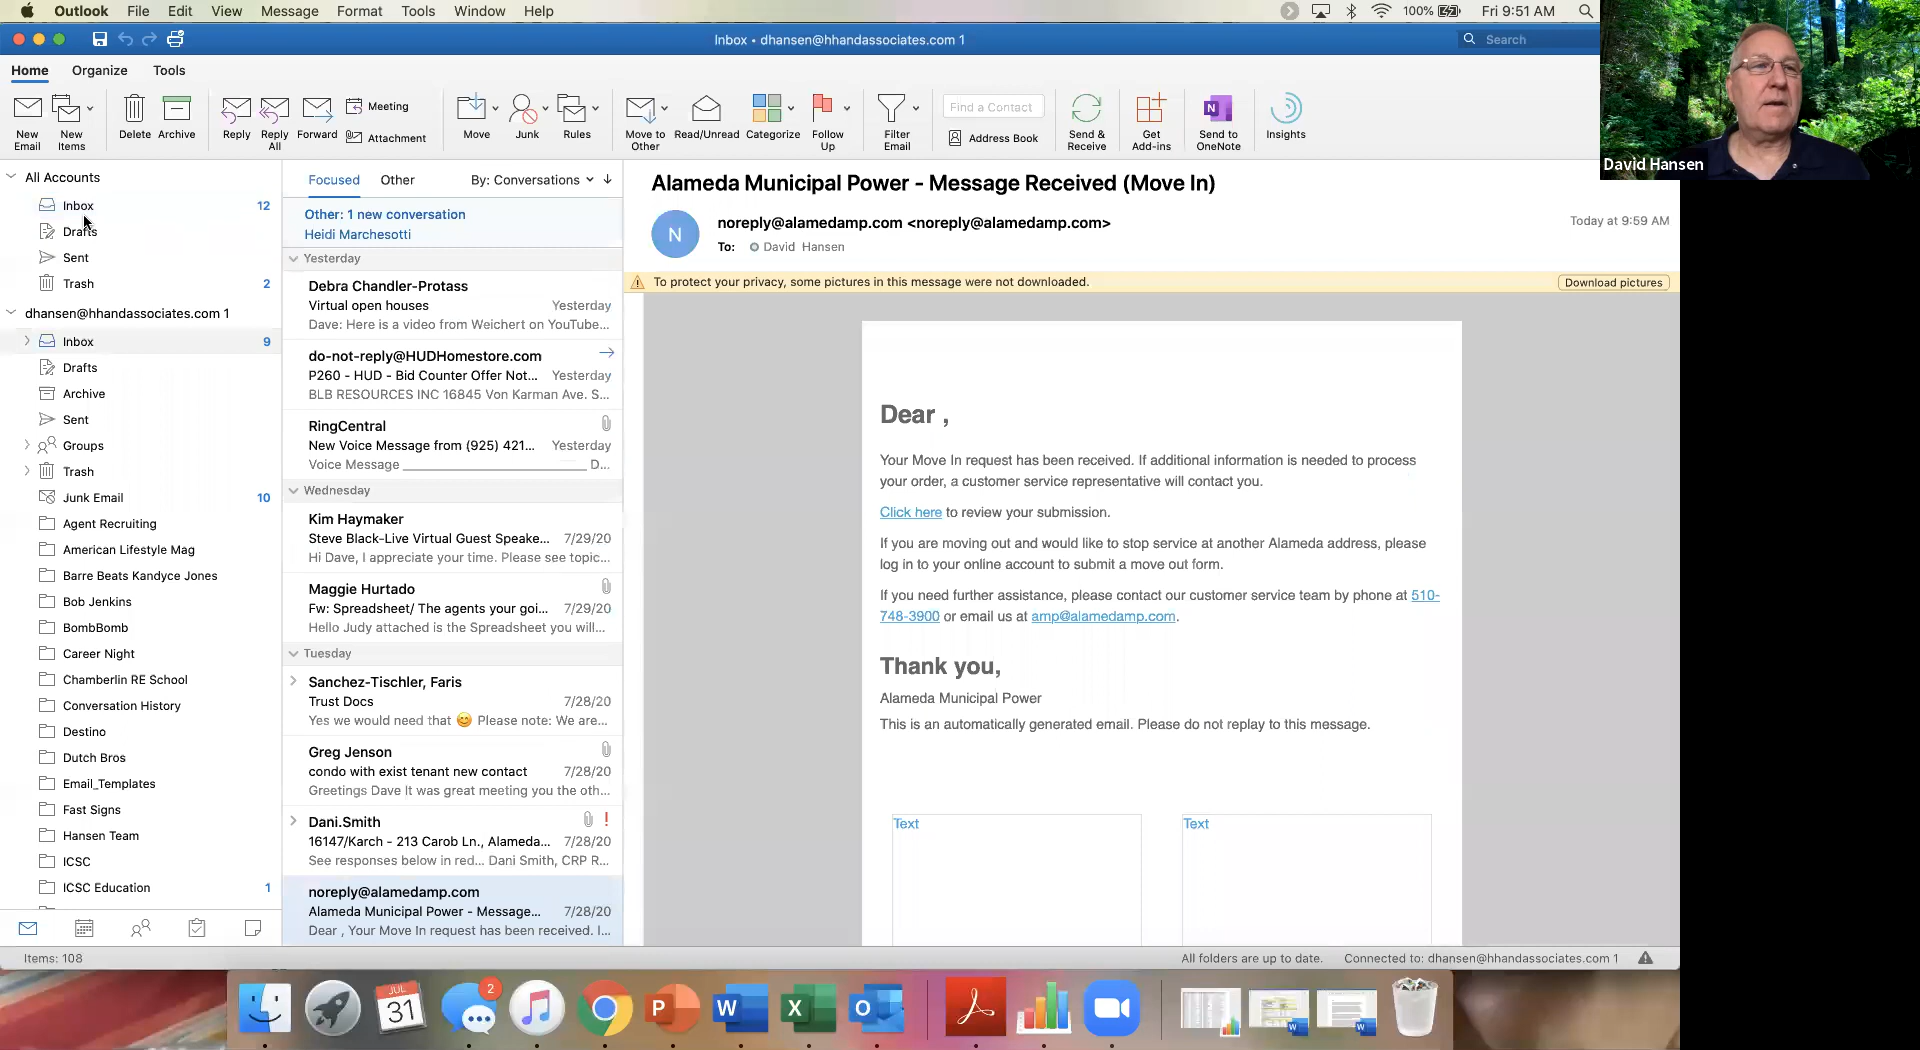 Outlook File Edit View Message Format Tools Window Help
100% Fri 9:51 AM
Inbox • dhansen@hhandassociates.com 1
Search
Home Organize Tools
New Email
New Items
Delete
Archive
Reply
Reply All
Forward
Meeting
Attachment
Move
Junk
Rules
Move to Other
Read/Unread
Categorize
Follow Up
Filter Email
Find a Contact
Address Book
Send & Receive
Get Add-ins
N
Send to OneNote
Insights
David Hansen
All Accounts
Inbox 12
Drafts
Sent
Trash 2
dhansen@hhandassociates.com 1
Inbox 9
Drafts
Archive
Sent
Groups
Trash
Junk Email 10
Agent Recruiting
American Lifestyle Mag
Barre Beats Kandyce Jones
Bob Jenkins
BombBomb
Career Night
Chamberlin RE School
Conversation History
Destino
Dutch Bros
Email_Templates
Fast Signs
Hansen Team
ICSC
ICSC Education 1
Items: 108
Focused Other By: Conversations
Other: 1 new conversation
Heidi Marchesotti
Yesterday
Debra Chandler-Protass
Virtual open houses Yesterday
Dave: Here is a video from Weichert on YouTube...
do-not-reply@HUDHomestore.com
P260 - HUD - Bid Counter Offer Not... Yesterday
BLB RESOURCES INC 16845 Von Karman Ave. S...
RingCentral
New Voice Message from (925) 421... Yesterday
Voice Message ________________________ D...
Wednesday
Kim Haymaker
Steve Black-Live Virtual Guest Speake... 7/29/20
Hi Dave, I appreciate your time. Please see topic...
Maggie Hurtado
Fw: Spreadsheet/ The agents your goi... 7/29/20
Hello Judy attached is the Spreadsheet you will...
Tuesday
Sanchez-Tischler, Faris
Trust Docs 7/28/20
Yes we would need that 😊 Please note: We are...
Greg Jenson
condo with exist tenant new contact 7/28/20
Greetings Dave It was great meeting you the oth...
Dani.Smith !
16147/Karch - 213 Carob Ln., Alameda... 7/28/20
See responses below in red... Dani Smith, CRP R...
noreply@alamedamp.com
Alameda Municipal Power - Message... 7/28/20
Dear , Your Move In request has been received. I...
Alameda Municipal Power - Message Received (Move In)
N
noreply@alamedamp.com <noreply@alamedamp.com>
Today at 9:59 AM
To: David Hansen
To protect your privacy, some pictures in this message were not downloaded.
Download pictures
Dear ,
Your Move In request has been received. If additional information is needed to process
your order, a customer service representative will contact you.
Click here to review your submission.
If you are moving out and would like to stop service at another Alameda address, please
log in to your online account to submit a move out form.
If you need further assistance, please contact our customer service team by phone at 510-
748-3900 or email us at amp@alamedamp.com.
Thank you,
Alameda Municipal Power
This is an automatically generated email. Please do not replay to this message.
Text Text
All folders are up to date. Connected to: dhansen@hhandassociates.com 1
JUL
31
2
P
W
X
O
W
W